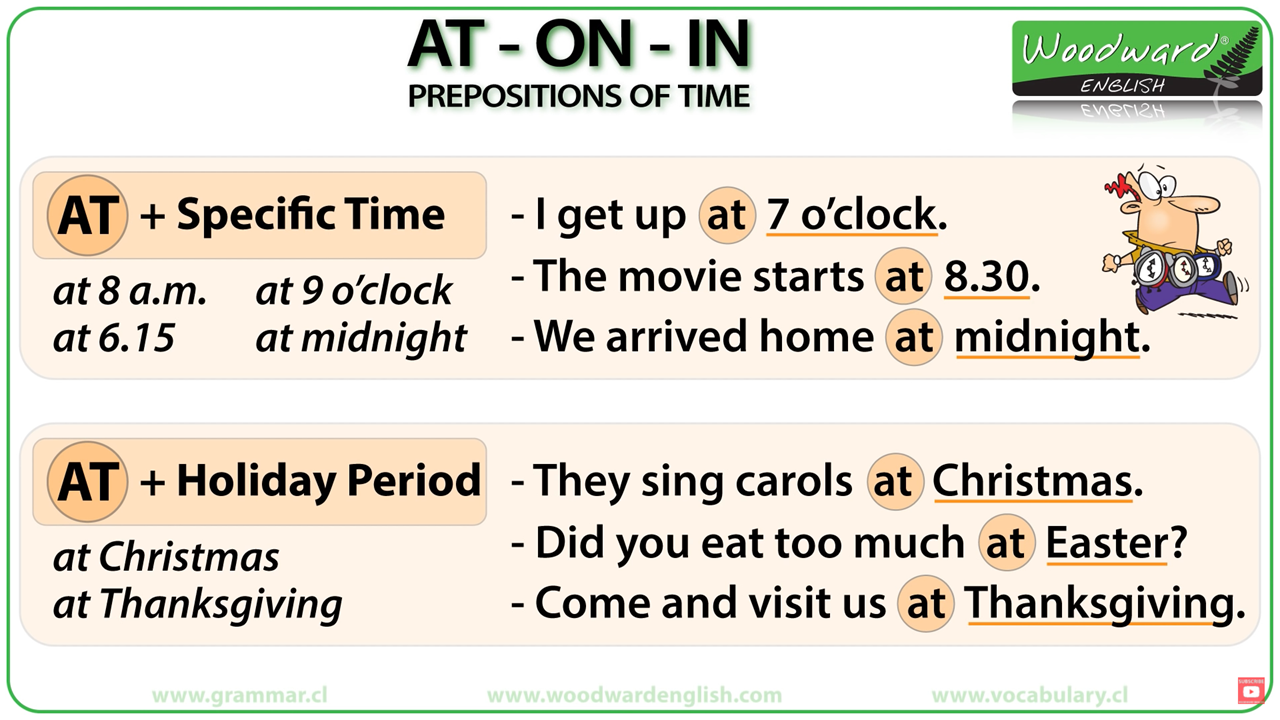 AT - ON - IN
PREPOSITIONS OF TIME
Woodward®
ENGLISH
AT + Specific Time
at 8 a.m. at 9 o’clock
at 6.15 at midnight
- I get up at 7 o’clock.
- The movie starts at 8.30.
- We arrived home at midnight.
AT + Holiday Period
at Christmas
at Thanksgiving
- They sing carols at Christmas.
- Did you eat too much at Easter?
- Come and visit us at Thanksgiving.
www.grammar.cl www.woodwardenglish.com www.vocabulary.cl
SUBSCRIBE